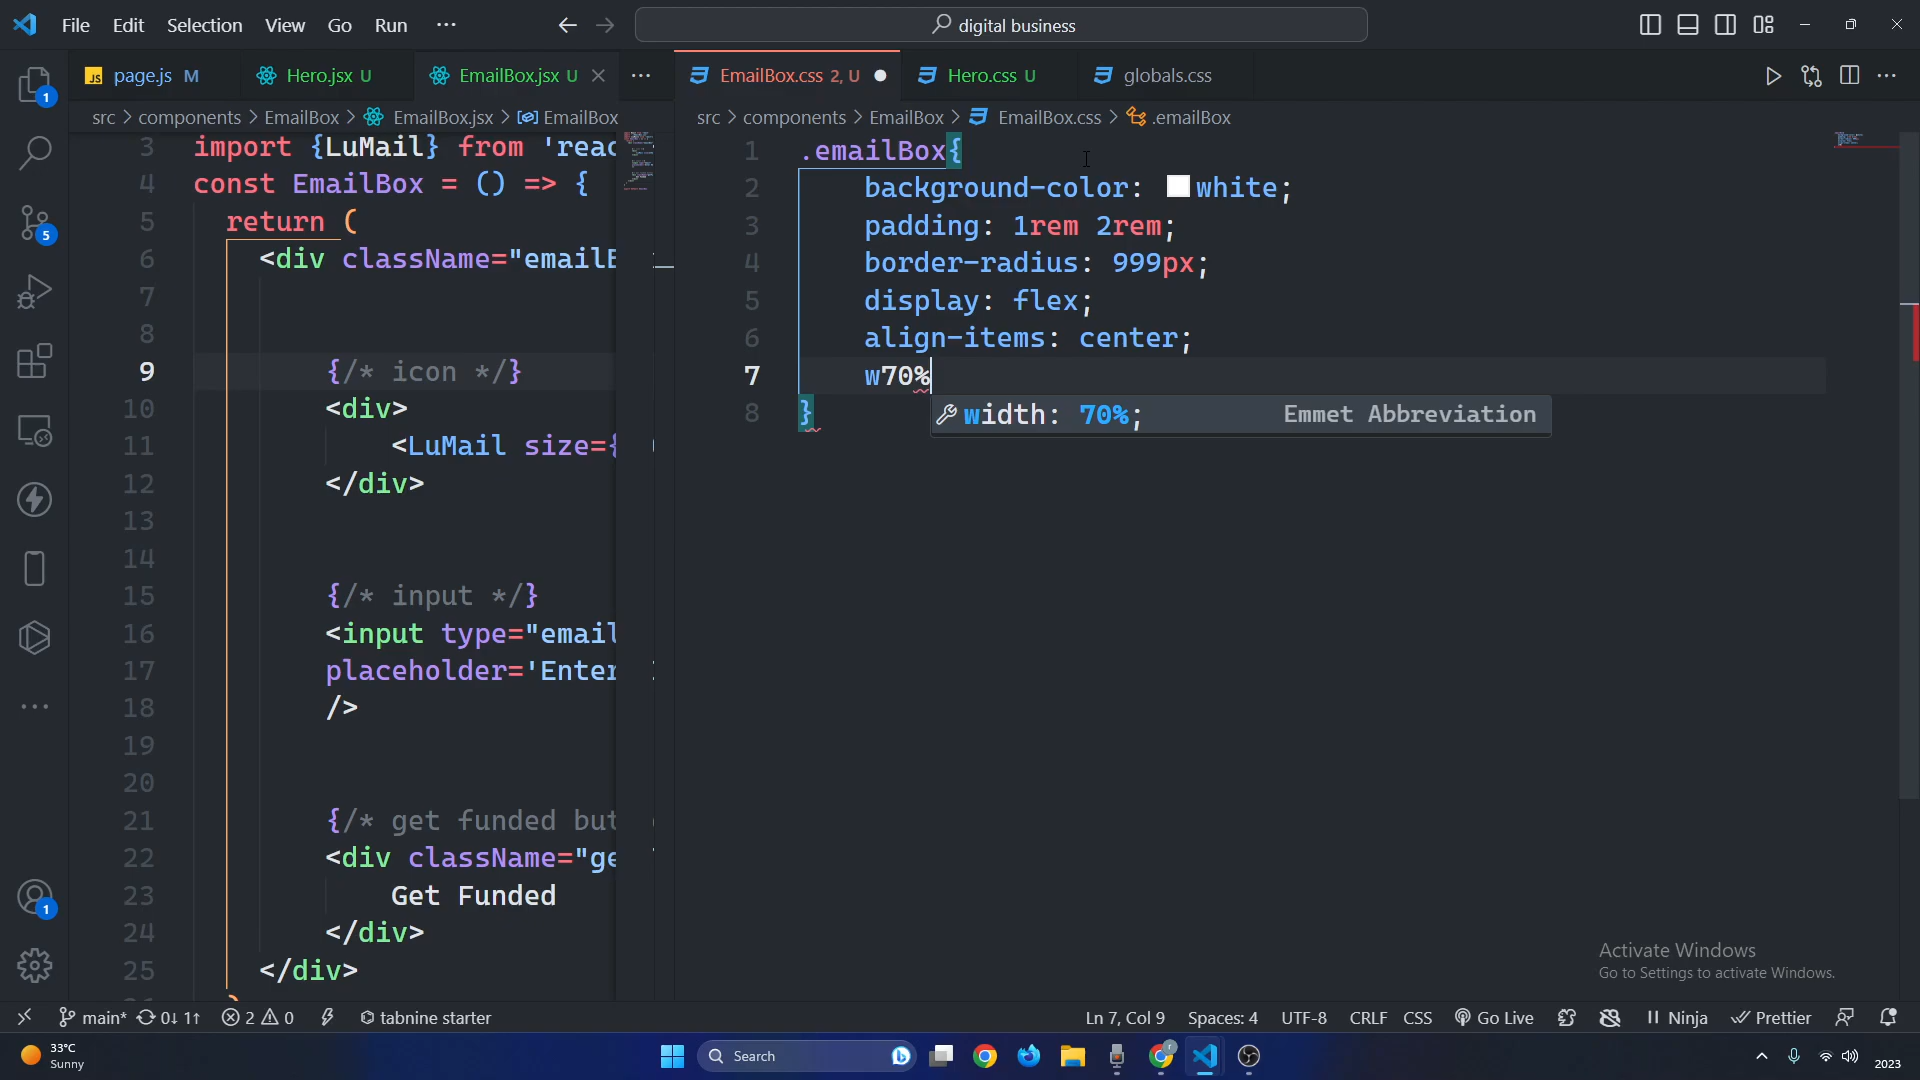 File Edit Selection View Go Run ···
digital business
page.js M
Hero.jsx U
EmailBox.jsx U
EmailBox.css 2, U
Hero.css U
globals.css
src > components > EmailBox > EmailBox.jsx > EmailBox
src > components > EmailBox > EmailBox.css > .emailBox
3 import {LuMail} from 'reac
4 const EmailBox = () => {
5 return (
6 <div className="emailB
7
8
9 {/* icon */}
10 <div>
11 <LuMail size={
12 </div>
13
14
15 {/* input */}
16 <input type="email
17 placeholder='Enter
18 />
19
20
21 {/* get funded but
22 <div className="ge
23 Get Funded
24 </div>
25 </div>
1 .emailBox{
2 background-color: white;
3 padding: 1rem 2rem;
4 border-radius: 999px;
5 display: flex;
6 align-items: center;
7 w70%
8 }
width: 70%; Emmet Abbreviation
1
5
1
Activate Windows
Go to Settings to activate Windows.
main* 0↓ 1↑ 2 0 tabnine starter
Ln 7, Col 9 Spaces: 4 UTF-8 CRLF CSS Go Live Ninja Prettier
33°C
Sunny
Search
2023